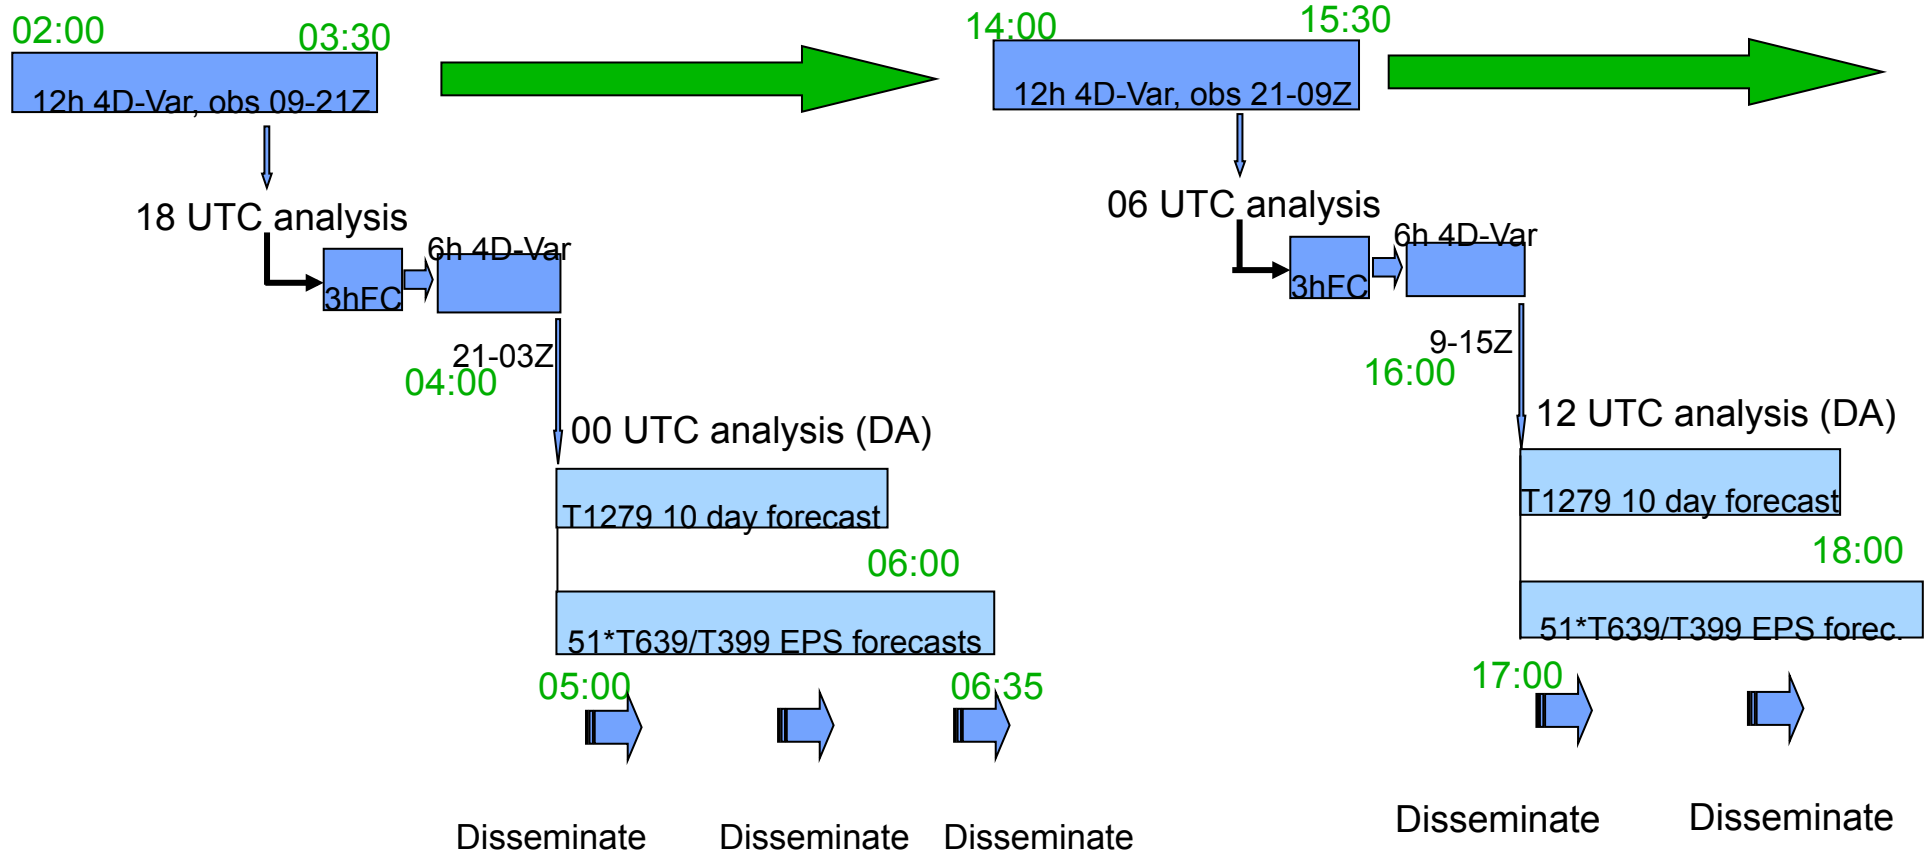 02:00
03:30
12h 4D-Var, obs 09-21Z
18 UTC analysis
3hFC
6h 4D-Var
21-03Z
04:00
00 UTC analysis (DA)
T1279 10 day forecast
06:00
51*T639/T399 EPS forecasts
05:00
06:35
Disseminate
Disseminate
Disseminate
14:00
15:30
12h 4D-Var, obs 21-09Z
06 UTC analysis
3hFC
6h 4D-Var
9-15Z
16:00
12 UTC analysis (DA)
T1279 10 day forecast
18:00
51*T639/T399 EPS forec.
17:00
Disseminate
Disseminate